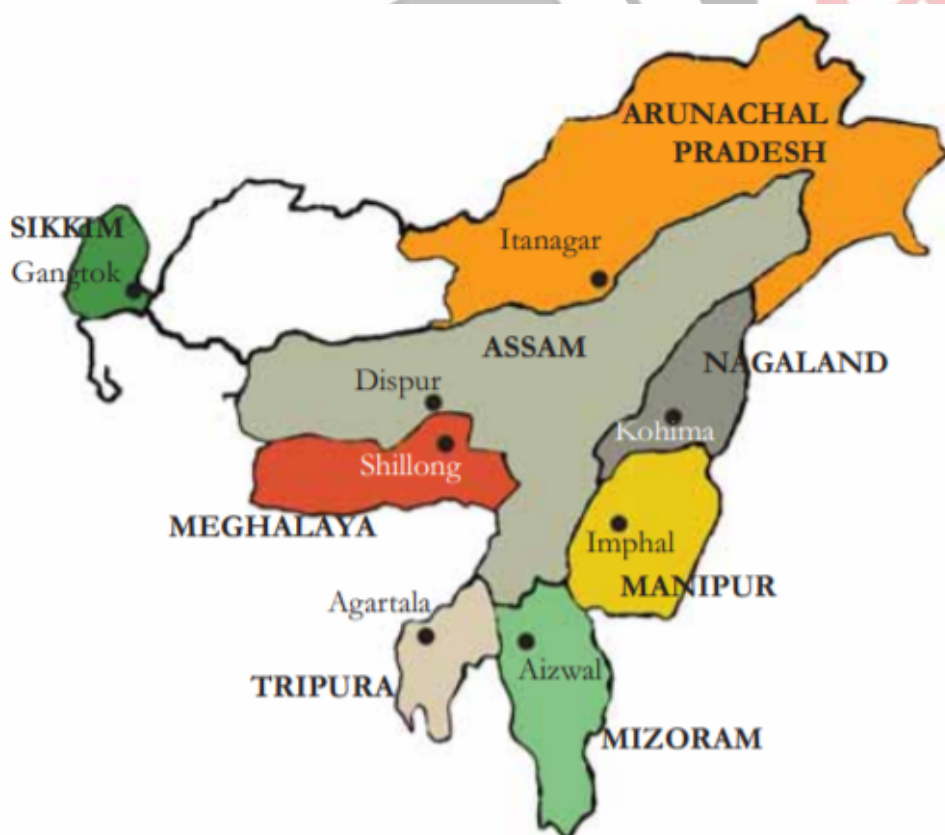 ARUNACHAL
PRADESH
SIKKIM
Itanagar
Gangtok
ASSAM
NAGALAND
Dispur
Kohima
Shillong
MEGHALAYA
Imphal
MANIPUR
Agartala
Aizwal
TRIPURA
MIZORAM